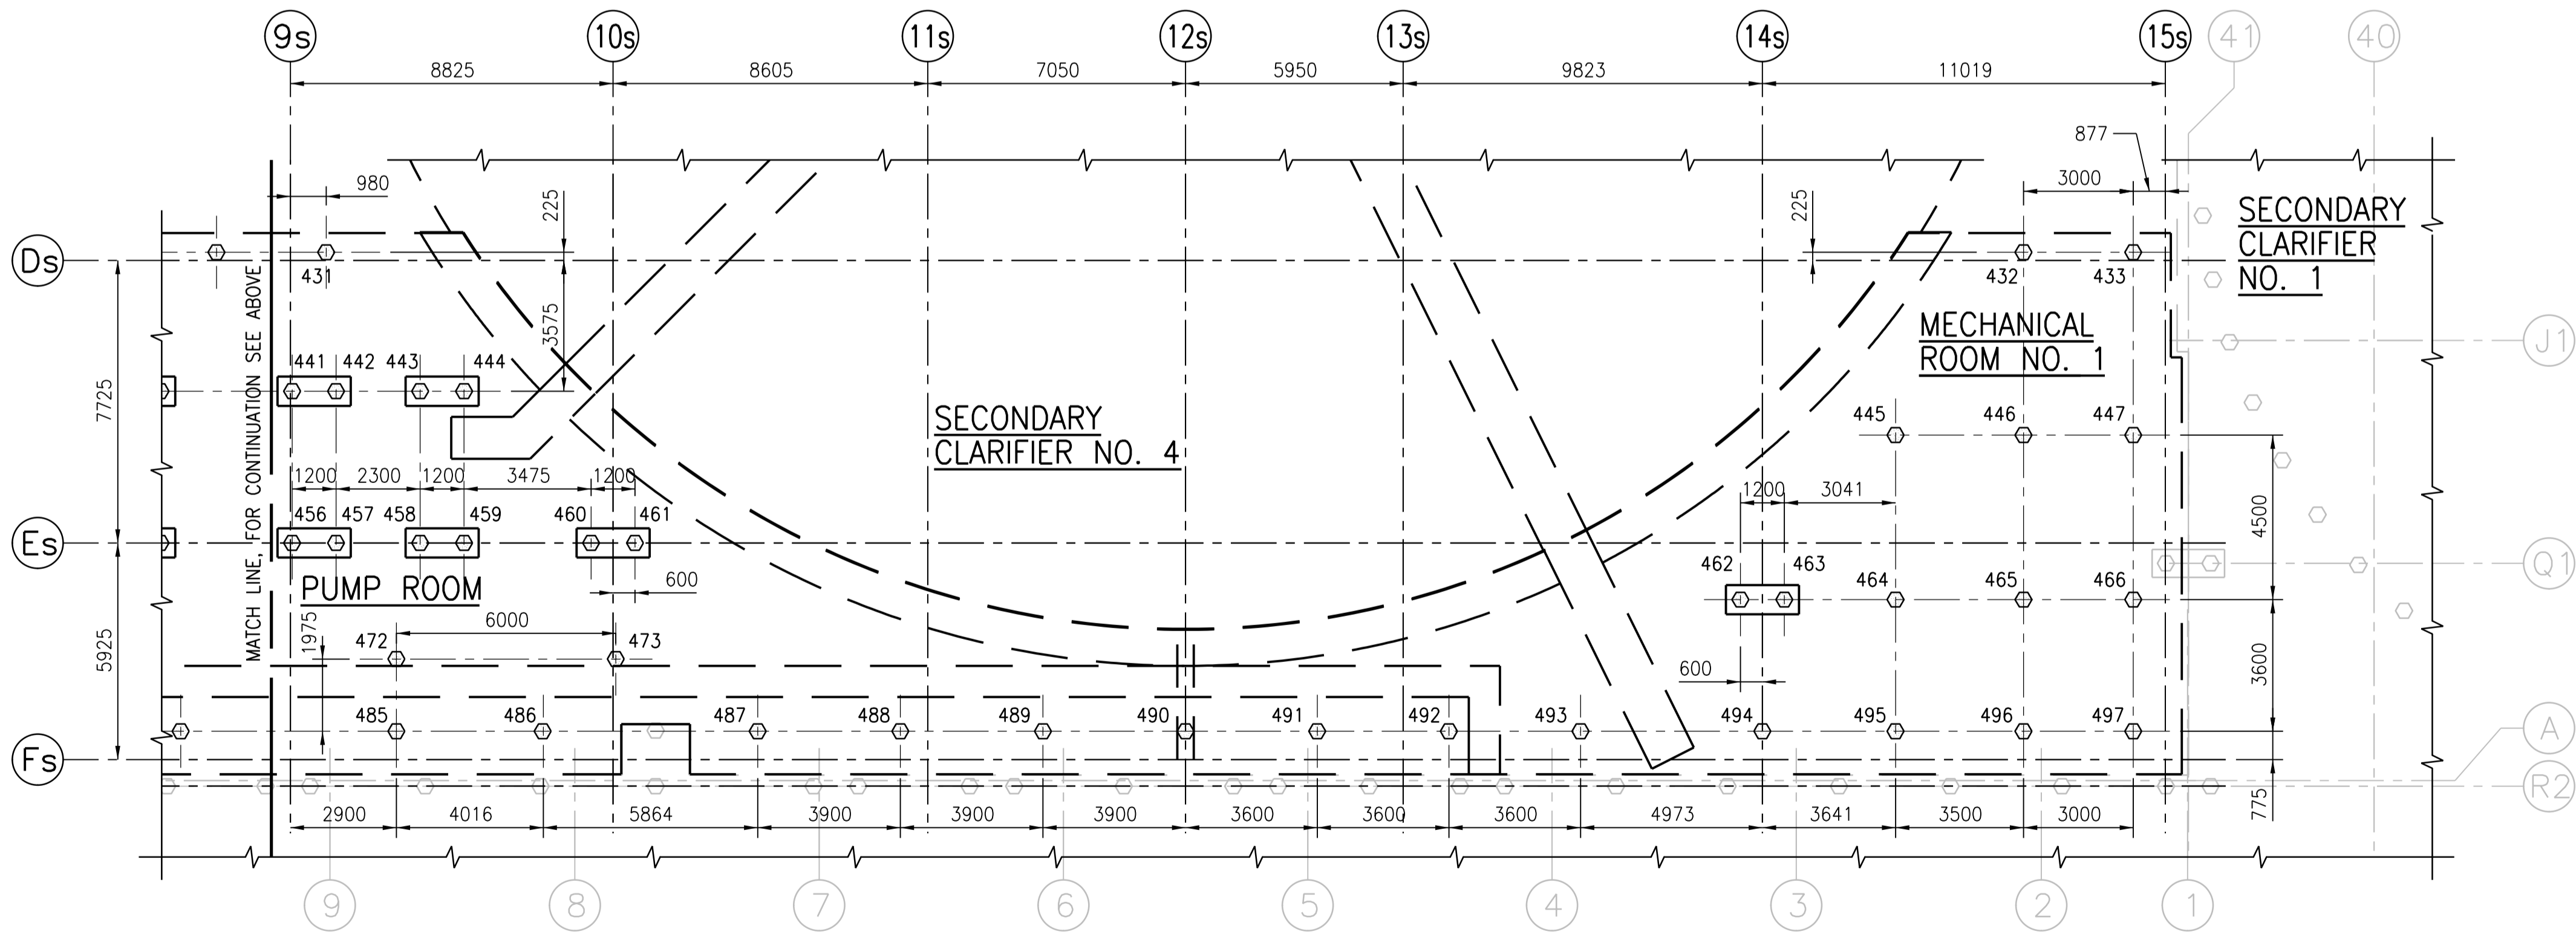 9s 10s 11s 12s 13s 14s 15s 41 40
8825 8605 7050 5950 9823 11019
877
980 3000
225 225
SECONDARY
CLARIFIER
NO. 1
Ds
431 432 433
MATCH LINE, FOR CONTINUATION SEE ABOVE
3575
MECHANICAL
ROOM NO. 1
J1
441 442 443 444
7725
SECONDARY
CLARIFIER NO. 4
445 446 447
1200 2300 1200 3475 1200
1200 3041
4500
456 457 458 459 460 461
Es
462 463 464 465 466
Q1
PUMP ROOM
600
1975
6000
5925
472 473
600
3600
485 486 487 488 489 490 491 492 493 494 495 496 497
A
Fs
R2
775
2900 4016 5864 3900 3900 3900 3600 3600 3600 4973 3641 3500 3000
9 8 7 6 5 4 3 2 1